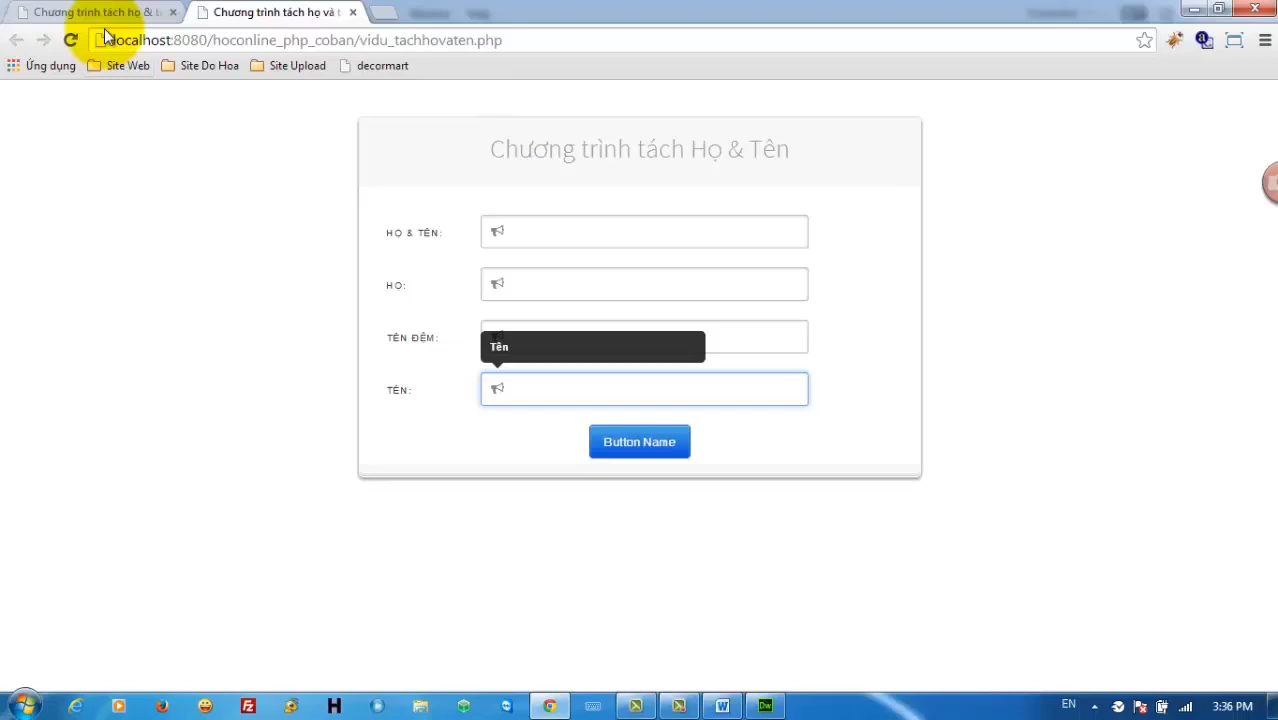 Chương trình tách họ & t
Chương trình tách họ và t
localhost:8080/hoconline_php_coban/vidu_tachhovaten.php
Ứng dụng Site Web Site Do Hoa Site Upload decormart
Chương trình tách Họ & Tên
HỌ & TÊN:
HỌ:
TÊN ĐỆM:
Tên
TÊN:
Button Name
EN 3:36 PM